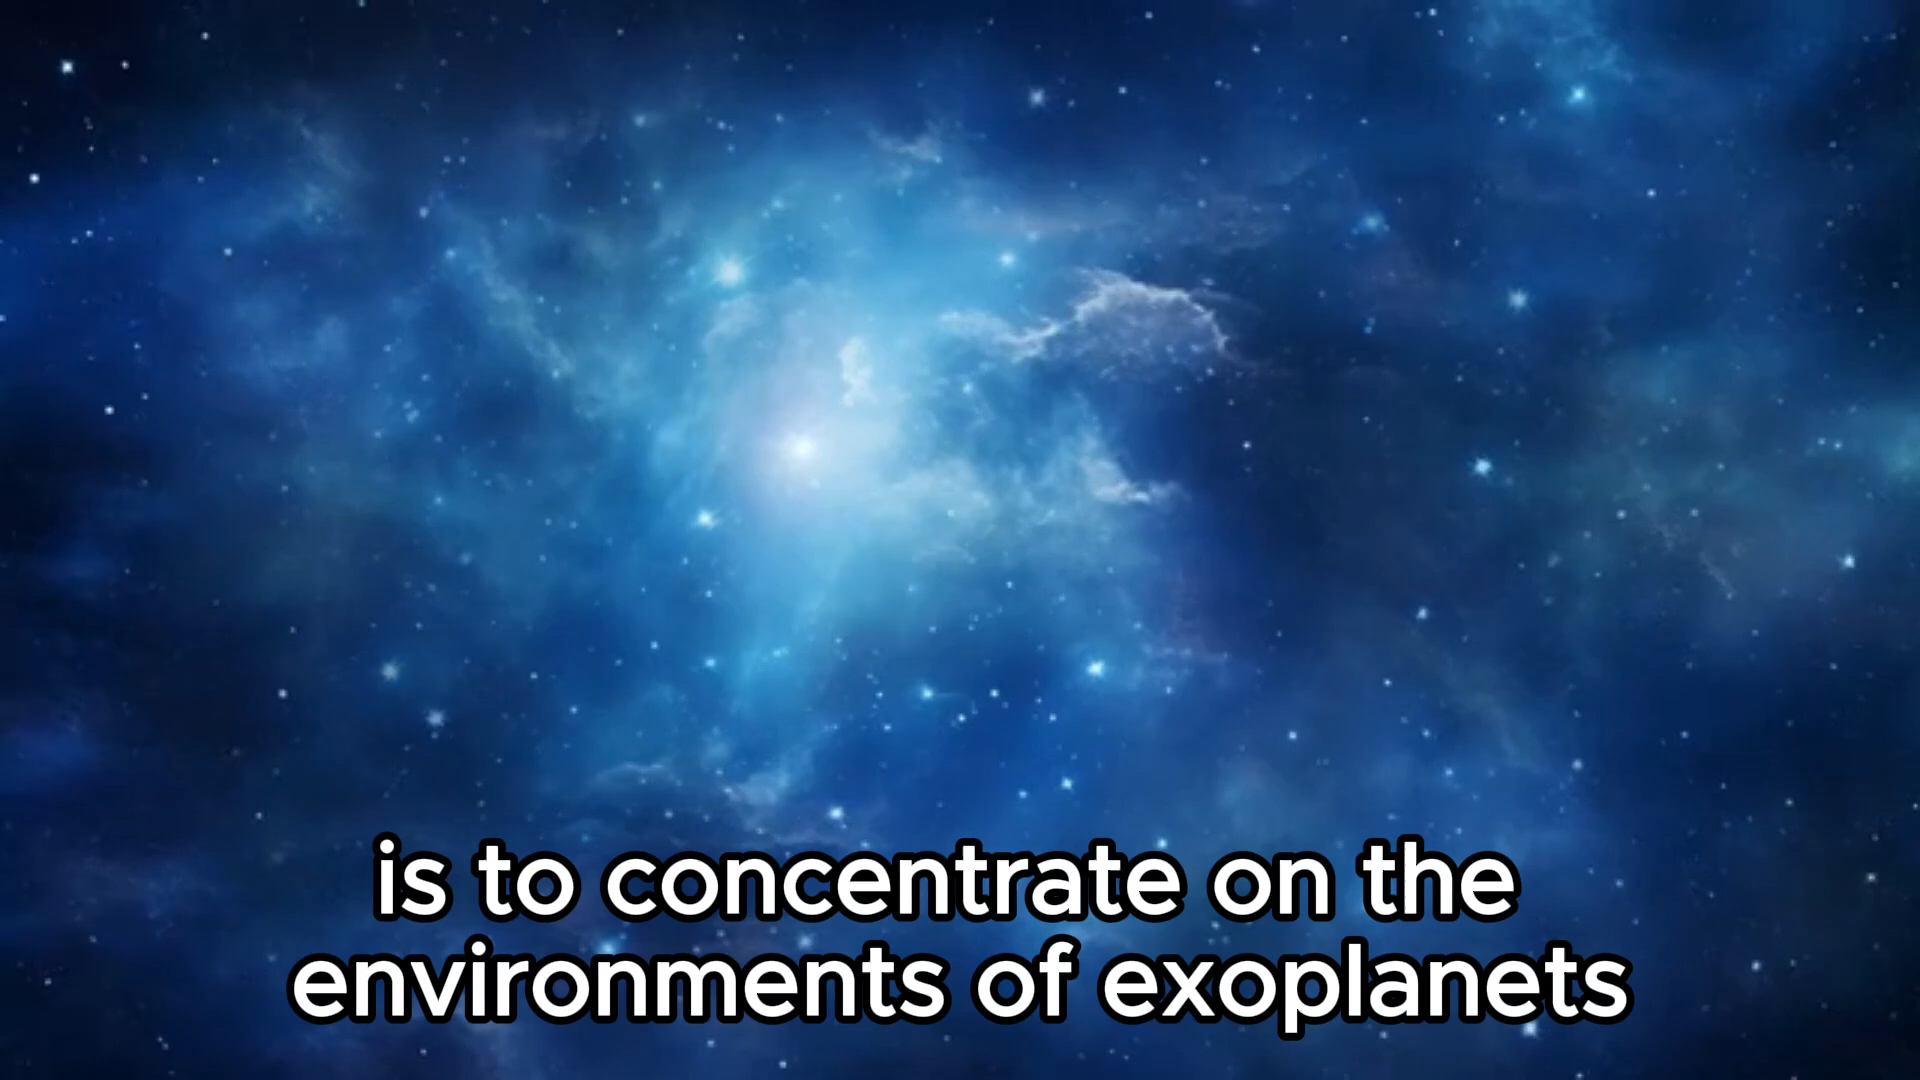 is to concentrate on the
environments of exoplanets